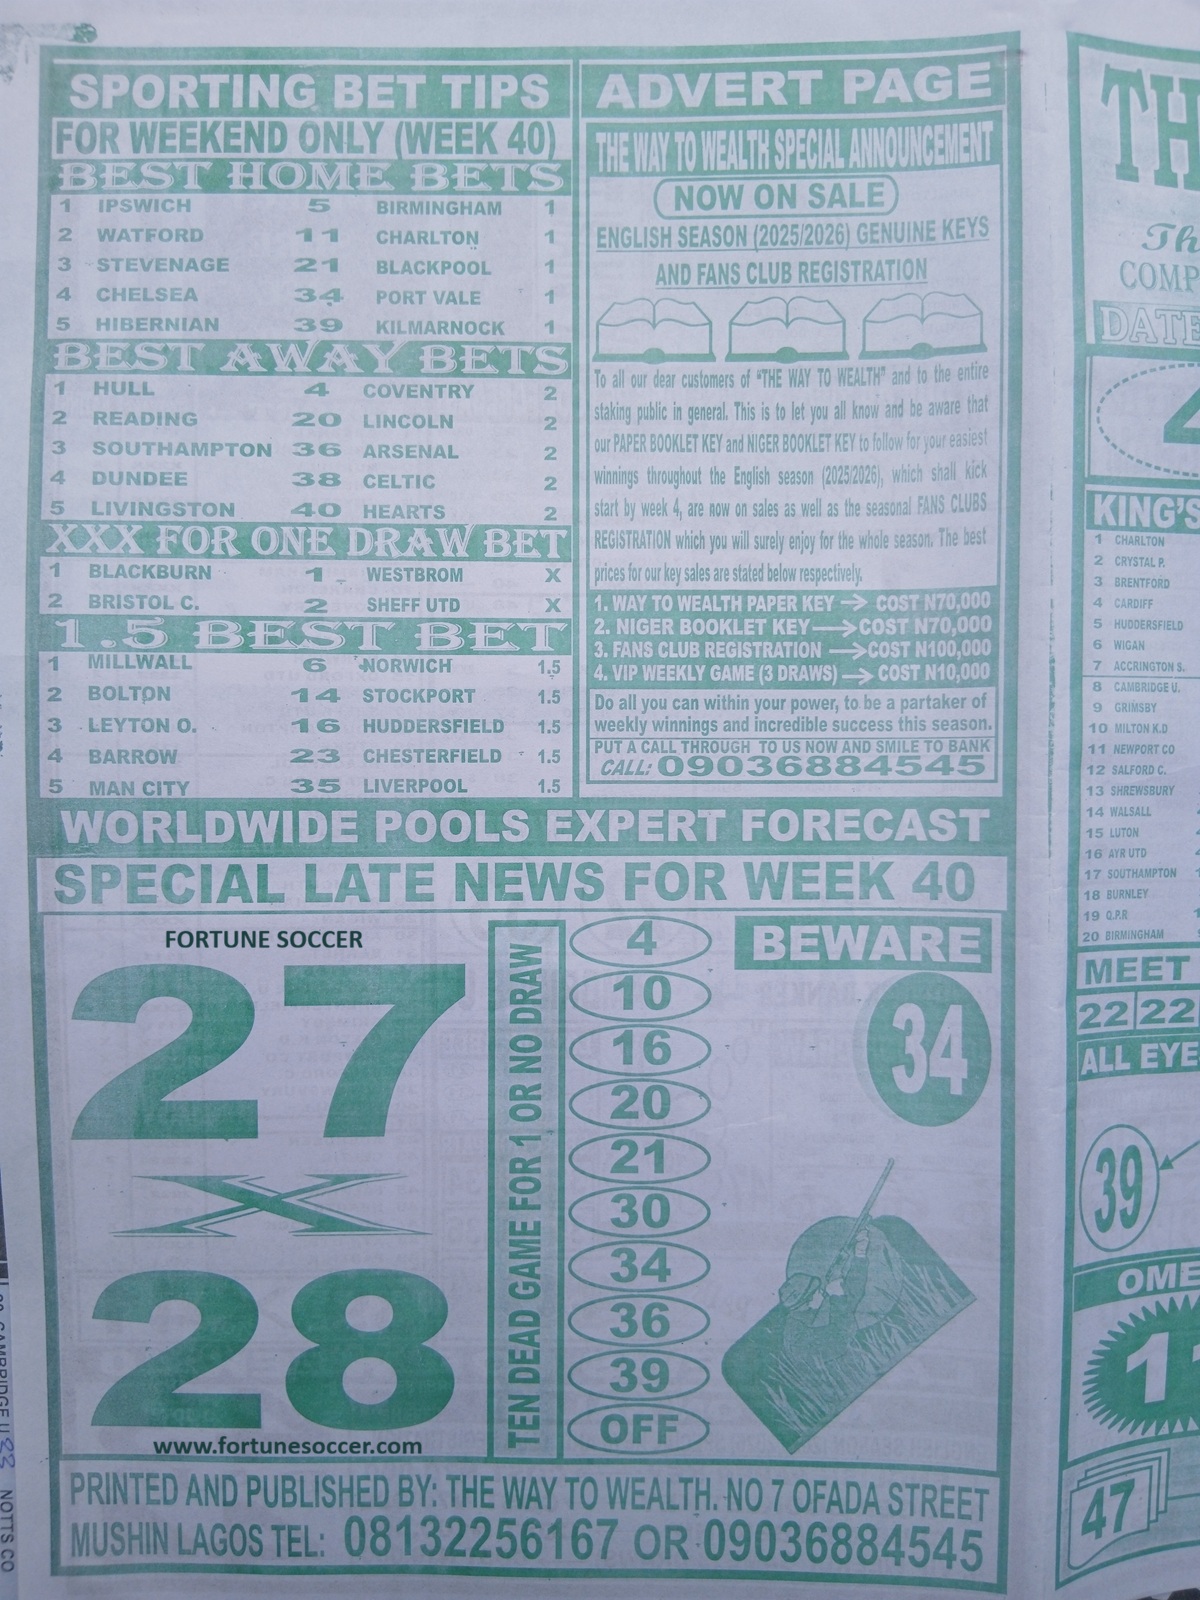 SPORTING BET TIPS
FOR WEEKEND ONLY (WEEK 40)
BEST HOME BETS
1 IPSWICH 5 BIRMINGHAM 1
2 WATFORD 11 CHARLTON 1
3 STEVENAGE 21 BLACKPOOL 1
4 CHELSEA 34 PORT VALE 1
5 HIBERNIAN 39 KILMARNOCK 1
BEST AWAY BETS
1 HULL 4 COVENTRY 2
2 READING 20 LINCOLN 2
3 SOUTHAMPTON 36 ARSENAL 2
4 DUNDEE 38 CELTIC 2
5 LIVINGSTON 40 HEARTS 2
XXX FOR ONE DRAW BET
1 BLACKBURN 1 WESTBROM X
2 BRISTOL C. 2 SHEFF UTD X
1.5 BEST BET
1 MILLWALL 6 NORWICH 1.5
2 BOLTON 14 STOCKPORT 1.5
3 LEYTON O. 16 HUDDERSFIELD 1.5
4 BARROW 23 CHESTERFIELD 1.5
5 MAN CITY 35 LIVERPOOL 1.5
ADVERT PAGE
THE WAY TO WEALTH SPECIAL ANNOUNCEMENT
NOW ON SALE
ENGLISH SEASON (2025/2026) GENUINE KEYS
AND FANS CLUB REGISTRATION
To all our dear customers of "THE WAY TO WEALTH" and to the entire
staking public in general. This is to let you all know and be aware that
our PAPER BOOKLET KEY and NIGER BOOKLET KEY to follow for your easiest
winnings throughout the English season (2025/2026), which shall kick
start by week 4, are now on sales as well as the seasonal FANS CLUBS
REGISTRATION which you will surely enjoy for the whole season. The best
prices for our key sales are stated below respectively.
1. WAY TO WEALTH PAPER KEY → COST N70,000
2. NIGER BOOKLET KEY → COST N70,000
3. FANS CLUB REGISTRATION → COST N100,000
4. VIP WEEKLY GAME (3 DRAWS) → COST N10,000
Do all you can within your power, to be a partaker of
weekly winnings and incredible success this season.
PUT A CALL THROUGH TO US NOW AND SMILE TO BANK
CALL: 09036884545
WORLDWIDE POOLS EXPERT FORECAST
SPECIAL LATE NEWS FOR WEEK 40
FORTUNE SOCCER
27
X
28
www.fortunesoccer.com
TEN DEAD GAME FOR 1 OR NO DRAW
4
10
16
20
21
30
34
36
39
OFF
BEWARE
34
PRINTED AND PUBLISHED BY: THE WAY TO WEALTH. NO 7 OFADA STREET
MUSHIN LAGOS TEL: 08132256167 OR 09036884545
COMP
DATE
KING'S
1 CHARLTON
2 CRYSTAL P.
3 BRENTFORD
4 CARDIFF
5 HUDDERSFIELD
6 WIGAN
7 ACCRINGTON S.
8 CAMBRIDGE U.
9 GRIMSBY
10 MILTON K.D
11 NEWPORT CO
12 SALFORD C.
13 SHREWSBURY
14 WALSALL
15 LUTON
16 AYR UTD
17 SOUTHAMPTON
18 BURNLEY
19 Q.P.R
20 BIRMINGHAM
MEET
22 22
ALL EYE
39
OME
47
CAMBRIDGE U 33 NOTTS CO